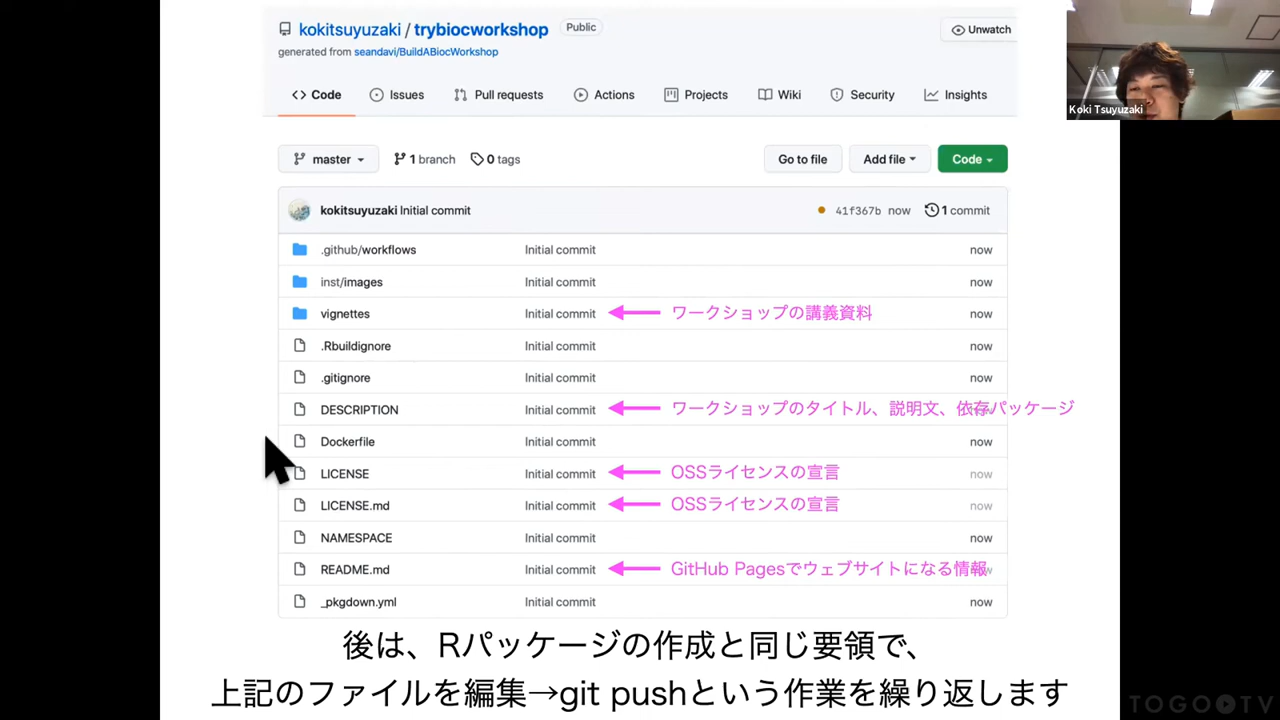 kokitsuyuzaki / trybiocworkshop Public
Unwatch
generated from seandavi/BuildABiocWorkshop
Code Issues Pull requests Actions Projects Wiki Security Insights
Koki Tsuyuzaki
master 1 branch 0 tags Go to file Add file Code
kokitsuyuzaki Initial commit 41f367b now 1 commit
.github/workflows Initial commit now
inst/images Initial commit now
vignettes Initial commit ワークショップの講義資料 now
.Rbuildignore Initial commit now
.gitignore Initial commit now
DESCRIPTION Initial commit ワークショップのタイトル、説明文、依存パッケージ
Dockerfile Initial commit now
LICENSE Initial commit OSSライセンスの宣言 now
LICENSE.md Initial commit OSSライセンスの宣言 now
NAMESPACE Initial commit now
README.md Initial commit GitHub Pagesでウェブサイトになる情報
_pkgdown.yml Initial commit now
後は、Rパッケージの作成と同じ要領で、
上記のファイルを編集→git pushという作業を繰り返します
TOGOTV